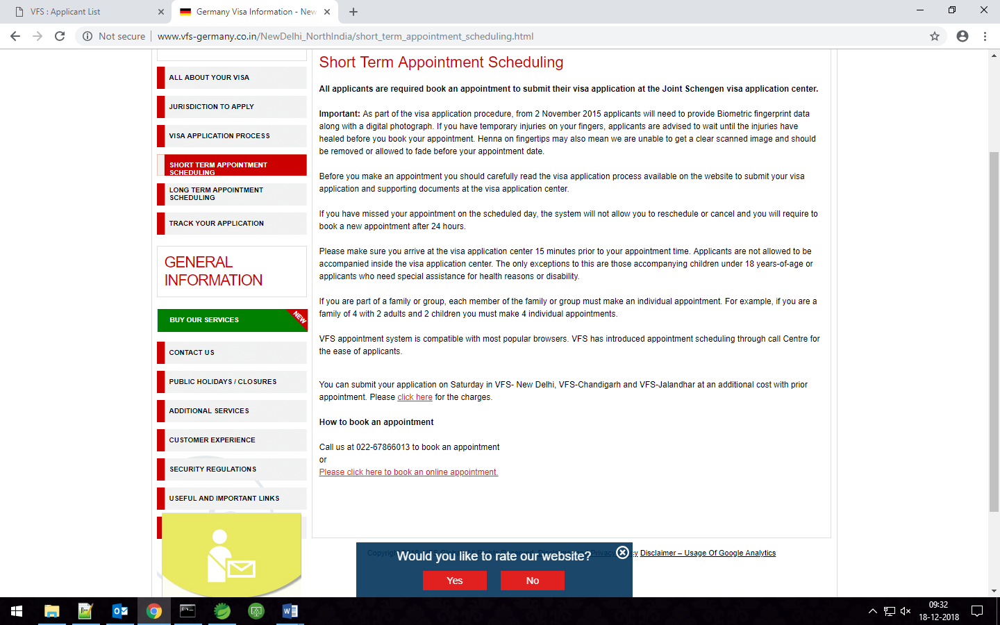 VFS : Applicant List
Germany Visa Information - New
Not secure
www.vfs-germany.co.in/NewDelhi_NorthIndia/short_term_appointment_scheduling.html
ALL ABOUT YOUR VISA
JURISDICTION TO APPLY
VISA APPLICATION PROCESS
SHORT TERM APPOINTMENT
SCHEDULING
LONG TERM APPOINTMENT
SCHEDULING
TRACK YOUR APPLICATION
GENERAL
INFORMATION
BUY OUR SERVICES
NEW
CONTACT US
PUBLIC HOLIDAYS / CLOSURES
ADDITIONAL SERVICES
CUSTOMER EXPERIENCE
SECURITY REGULATIONS
USEFUL AND IMPORTANT LINKS
Short Term Appointment Scheduling
All applicants are required book an appointment to submit their visa application at the Joint Schengen visa application center.
Important: As part of the visa application procedure, from 2 November 2015 applicants will need to provide Biometric fingerprint data
along with a digital photograph. If you have temporary injuries on your fingers, applicants are advised to wait until the injuries have
healed before you book your appointment. Henna on fingertips may also mean we are unable to get a clear scanned image and should
be removed or allowed to fade before your appointment date.
Before you make an appointment you should carefully read the visa application process available on the website to submit your visa
application and supporting documents at the visa application center.
If you have missed your appointment on the scheduled day, the system will not allow you to reschedule or cancel and you will require to
book a new appointment after 24 hours.
Please make sure you arrive at the visa application center 15 minutes prior to your appointment time. Applicants are not allowed to be
accompanied inside the visa application center. The only exceptions to this are those accompanying children under 18 years-of-age or
applicants who need special assistance for health reasons or disability.
If you are part of a family or group, each member of the family or group must make an individual appointment. For example, if you are a
family of 4 with 2 adults and 2 children you must make 4 individual appointments.
VFS appointment system is compatible with most popular browsers. VFS has introduced appointment scheduling through call Centre for
the ease of applicants.
You can submit your application on Saturday in VFS- New Delhi, VFS-Chandigarh and VFS-Jalandhar at an additional cost with prior
appointment. Please click here for the charges.
How to book an appointment
Call us at 022-67866013 to book an appointment
or
Please click here to book an online appointment.
Disclaimer – Usage Of Google Analytics
Would you like to rate our website?
Yes
No
09:32
18-12-2018